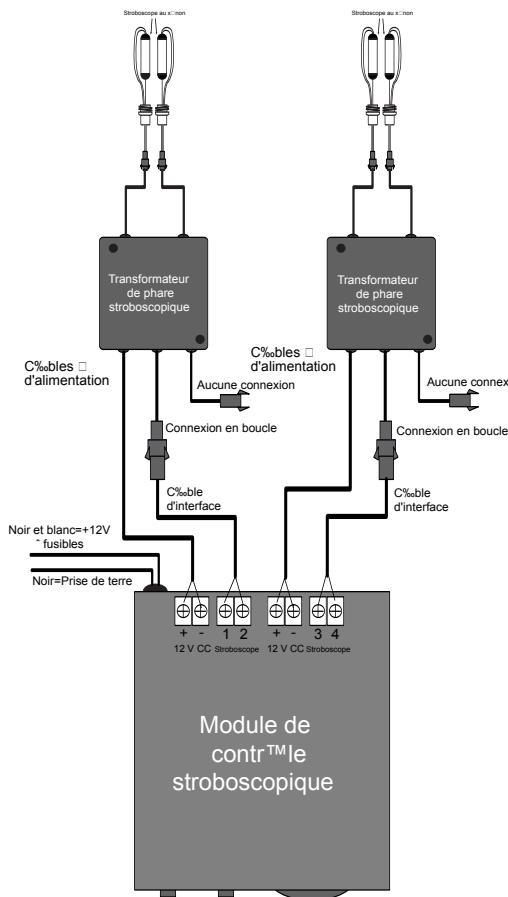 Stroboscope au x□non
Stroboscope au x□non
Transformateur
de phare
stroboscopique
Transformateur
de phare
stroboscopique
C‰bles □
d'alimentation
C‰bles □
d'alimentation
Aucune connexion
Aucune connex
Connexion en boucle
Connexion en boucle
C‰ble
d'interface
C‰ble
d'interface
Noir et blanc=+12V
ˆ fusibles
Noir=Prise de terre
+ - 1 2 + - 3 4
12 V CC Stroboscope 12 V CC Stroboscope
Module de
contr™le
stroboscopique